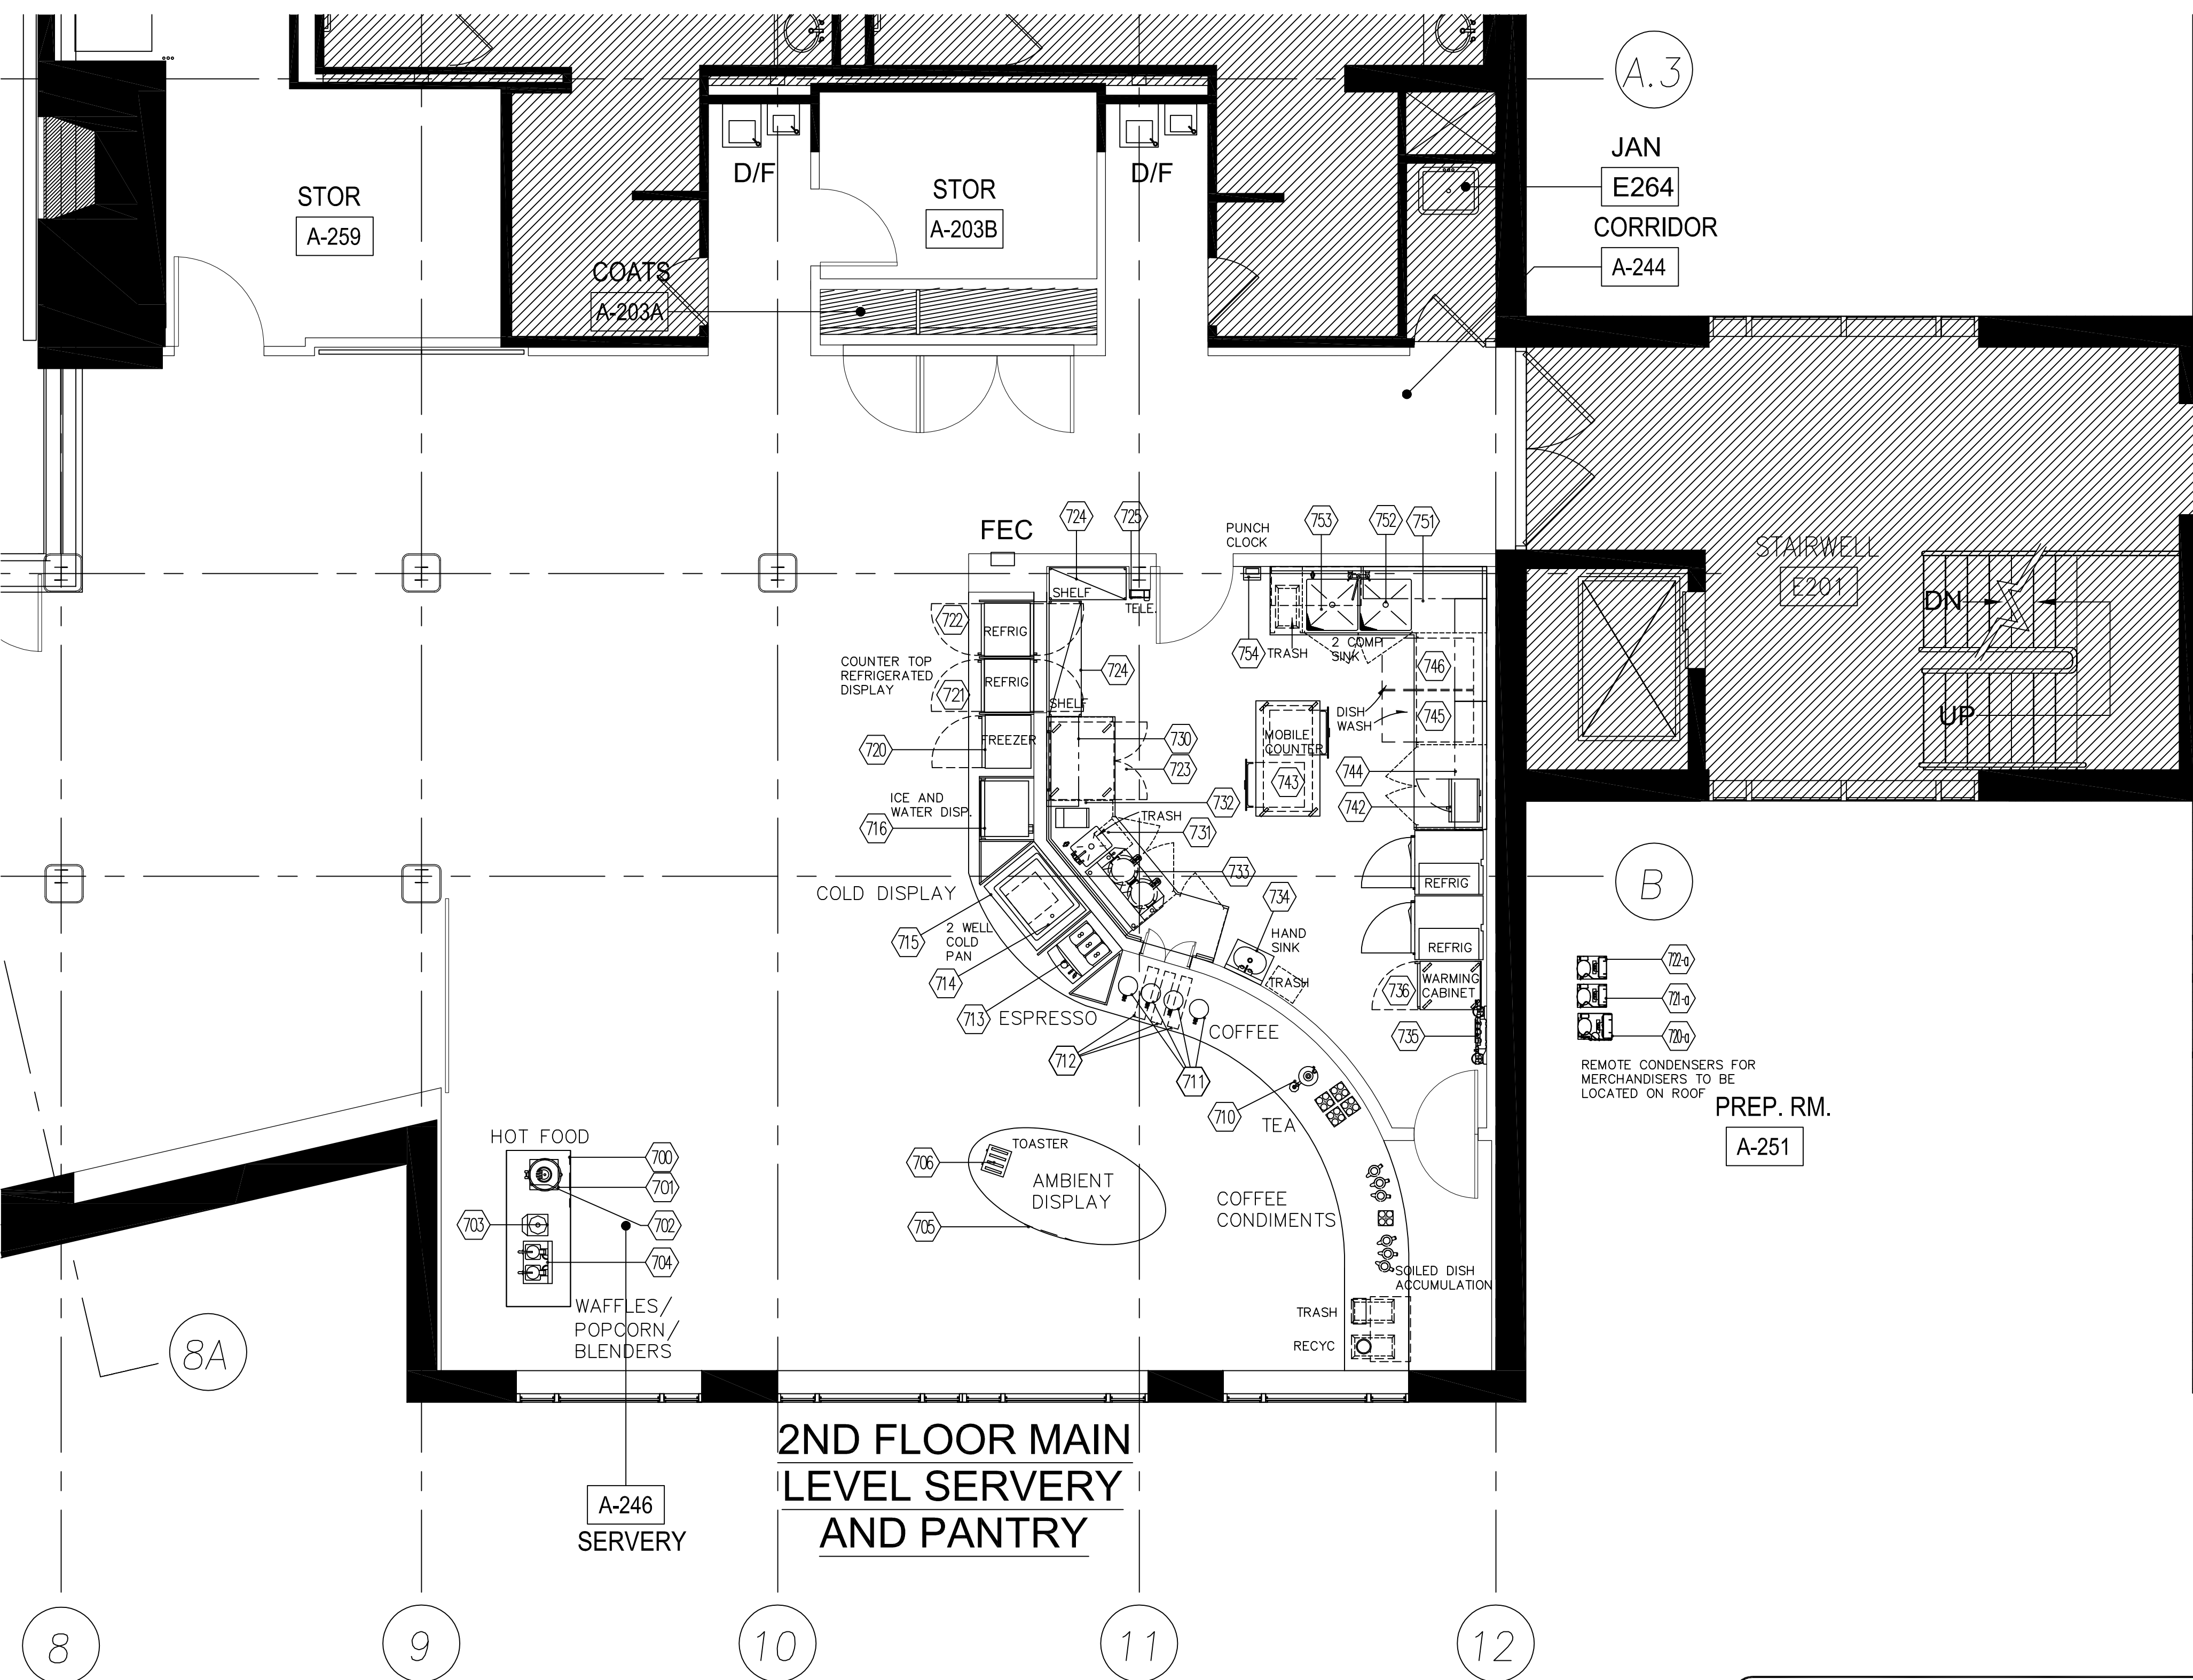 A.3
JAN
E264
CORRIDOR
A-244
D/F
D/F
STOR
A-259
STOR
A-203B
COATS
A-203A
FEC
724
725
PUNCH
CLOCK
753
752
751
STAIRWELL
E201
DN
UP
SHELF
TELE.
722
REFRIG
754
TRASH
2 COMP
SINK
746
COUNTER TOP
REFRIGERATED
DISPLAY
721
REFRIG
724
SHELF
DISH
WASH
745
720
FREEZER
730
723
MOBILE
COUNTER
743
744
742
ICE AND
WATER DISP.
716
732
TRASH
731
733
COLD DISPLAY
REFRIG
B
734
715
2 WELL
COLD
PAN
714
HAND
SINK
TRASH
REFRIG
722-a
721-a
720-a
736
WARMING
CABINET
713
ESPRESSO
COFFEE
735
712
711
REMOTE CONDENSERS FOR
MERCHANDISERS TO BE
LOCATED ON ROOF
PREP. RM.
A-251
710
TEA
HOT FOOD
700
701
702
703
704
706
TOASTER
AMBIENT
DISPLAY
705
COFFEE
CONDIMENTS
SOILED DISH
ACCUMULATION
TRASH
RECYC
WAFFLES/
POPCORN/
BLENDERS
8A
2ND FLOOR MAIN
LEVEL SERVERY
AND PANTRY
A-246
SERVERY
8
9
10
11
12